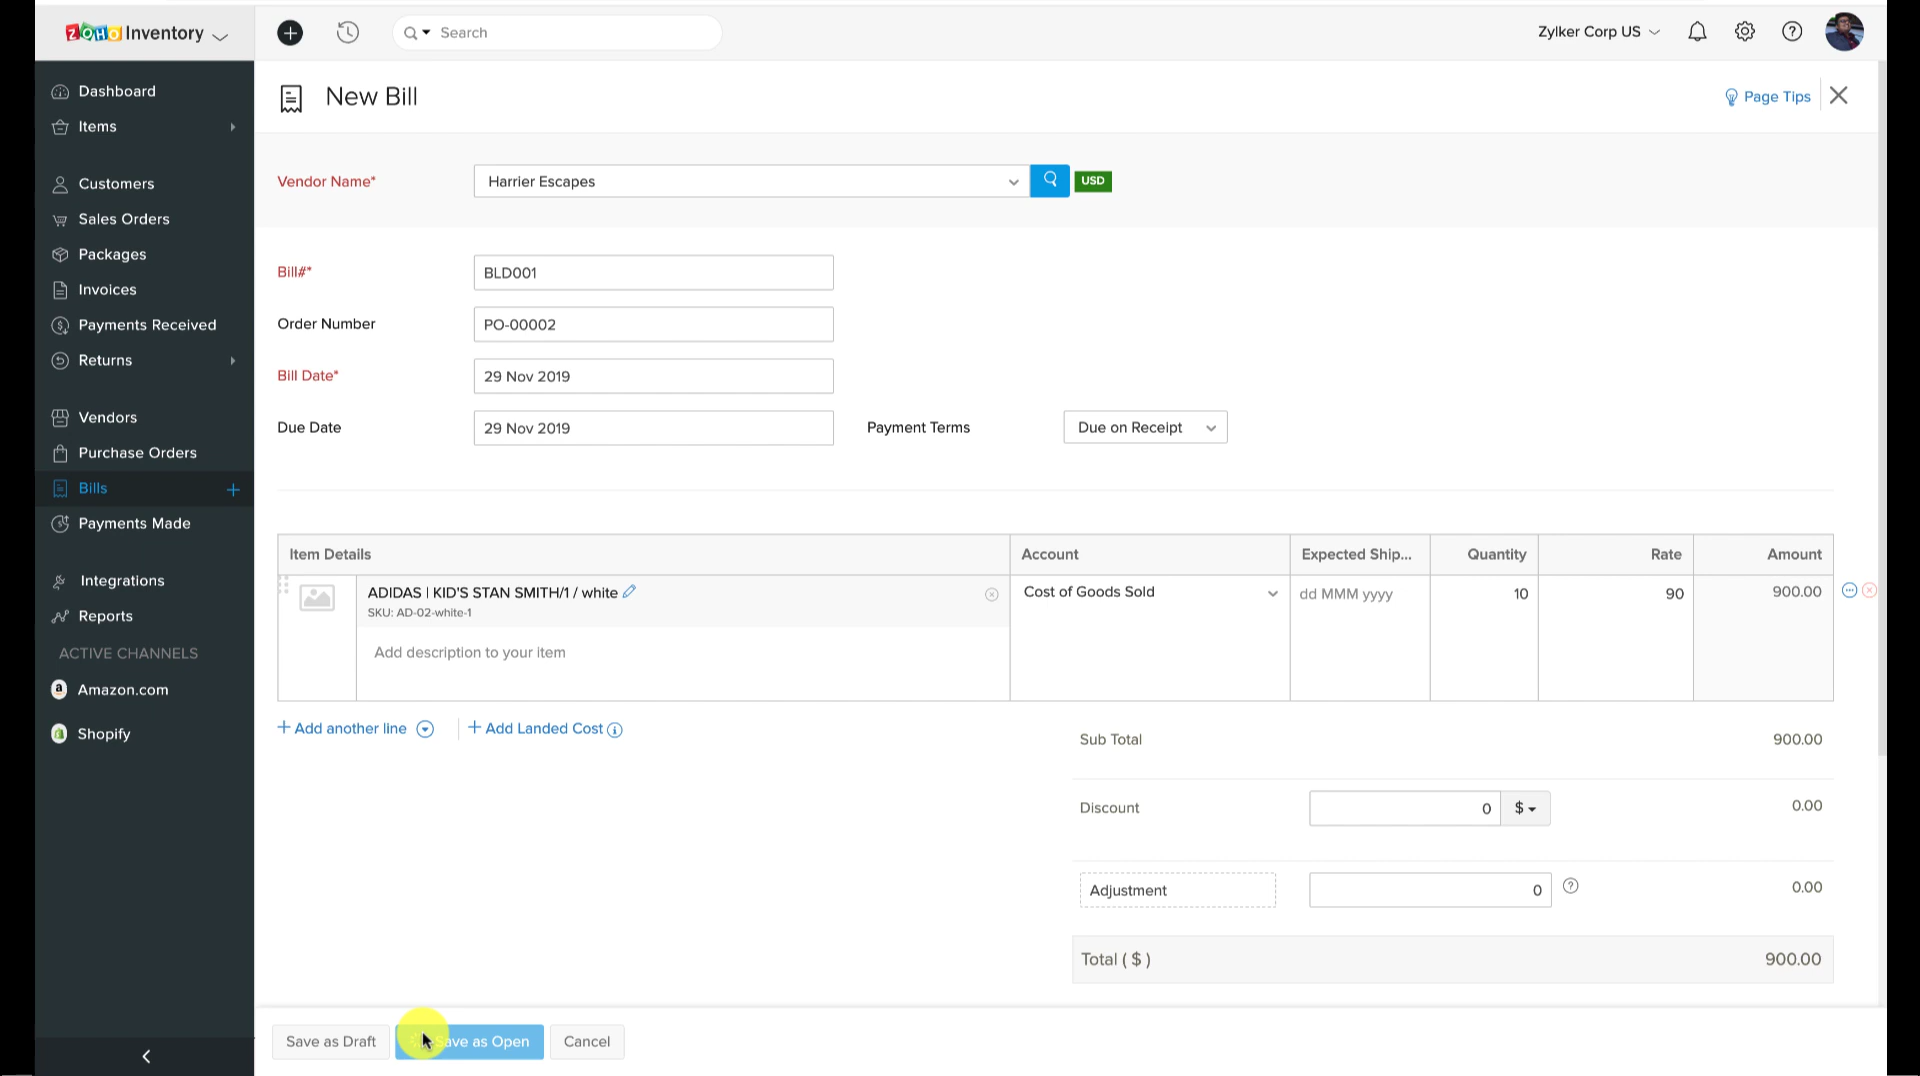 ZOHO Inventory
Search
Zylker Corp US
Dashboard
Items
Customers
Sales Orders
Packages
Invoices
Payments Received
Returns
Vendors
Purchase Orders
Bills
Payments Made
Integrations
Reports
ACTIVE CHANNELS
Amazon.com
Shopify
New Bill
Page Tips
Vendor Name*
Harrier Escapes
USD
Bill#*
BLD001
Order Number
PO-00002
Bill Date*
29 Nov 2019
Due Date
29 Nov 2019
Payment Terms
Due on Receipt
Item Details
Account
Expected Ship...
Quantity
Rate
Amount
ADIDAS | KID'S STAN SMITH/1 / white
SKU: AD-02-white-1
Add description to your item
Cost of Goods Sold
dd MMM yyyy
10
90
900.00
+ Add another line
+ Add Landed Cost
Sub Total
900.00
Discount
0
$
0.00
Adjustment
0
0.00
Total ( $ )
900.00
Save as Draft
Save as Open
Cancel